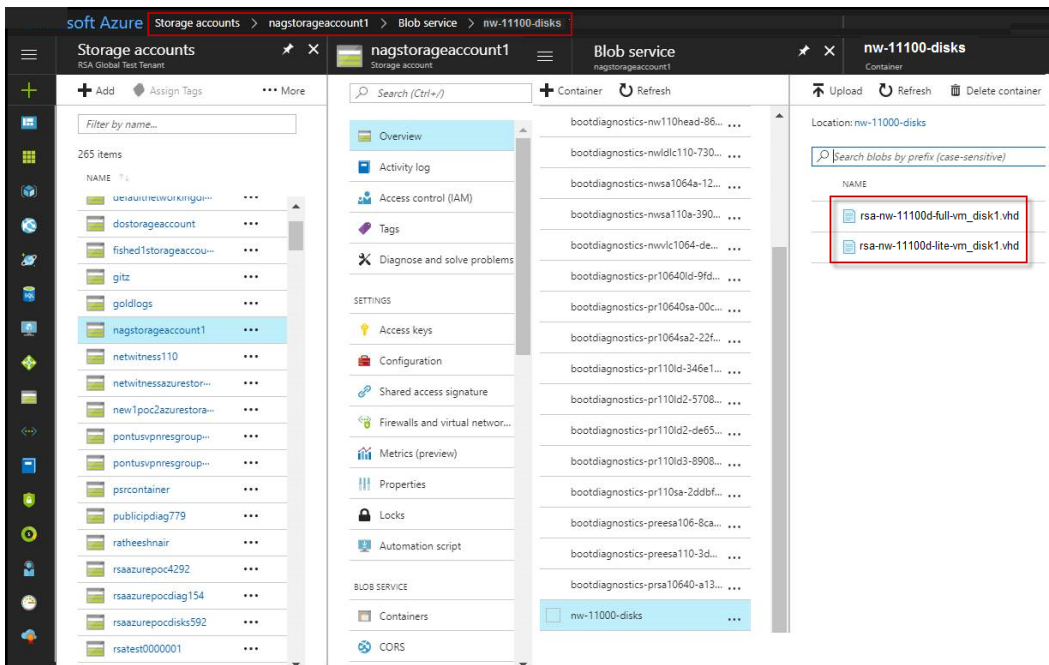 soft Azure Storage accounts > nagstorageaccount1 > Blob service > nw-11100-disks
Storage accounts
RSA Global Test Tenant
Add Assign Tags ••• More
Filter by name...
265 items
NAME
defaultnetworkingdi···
dostorageaccount
fished1storageaccou···
gitz
goldlogs
nagstorageaccount1
netwitness110
netwitnessazurestor···
new1poc2azurestora···
pontusvpnresgroup···
pontusvpnresgroup···
psrcontainer
publicipdiag779
ratheeshnair
rsaazurepoc4292
rsaazurepocdiag154
rsaazurepocdisks592
rsatest0000001
nagstorageaccount1
Storage account
Search (Ctrl+/)
Overview
Activity log
Access control (IAM)
Tags
Diagnose and solve problems
SETTINGS
Access keys
Configuration
Shared access signature
Firewalls and virtual networ...
Metrics (preview)
Properties
Locks
Automation script
BLOB SERVICE
Containers
CORS
Blob service
nagstorageaccount1
Container Refresh
bootdiagnostics-nw110head-86...
bootdiagnostics-nwldlc110-730...
bootdiagnostics-nwsa1064a-12...
bootdiagnostics-nwsa110a-390...
bootdiagnostics-nwvlc1064-de...
bootdiagnostics-pr10640ld-9fd...
bootdiagnostics-pr10640sa-00c...
bootdiagnostics-pr1064sa2-22f...
bootdiagnostics-pr110ld-346e1...
bootdiagnostics-pr110ld2-5708...
bootdiagnostics-pr110ld2-de65...
bootdiagnostics-pr110ld3-8908...
bootdiagnostics-pr110sa-2ddbf...
bootdiagnostics-preesa106-8ca...
bootdiagnostics-preesa110-3d...
bootdiagnostics-prsa10640-a13...
nw-11000-disks
nw-11100-disks
Container
Upload Refresh Delete container
Location: nw-11000-disks
Search blobs by prefix (case-sensitive)
NAME
rsa-nw-11100d-full-vm_disk1.vhd
rsa-nw-11100d-lite-vm_disk1.vhd